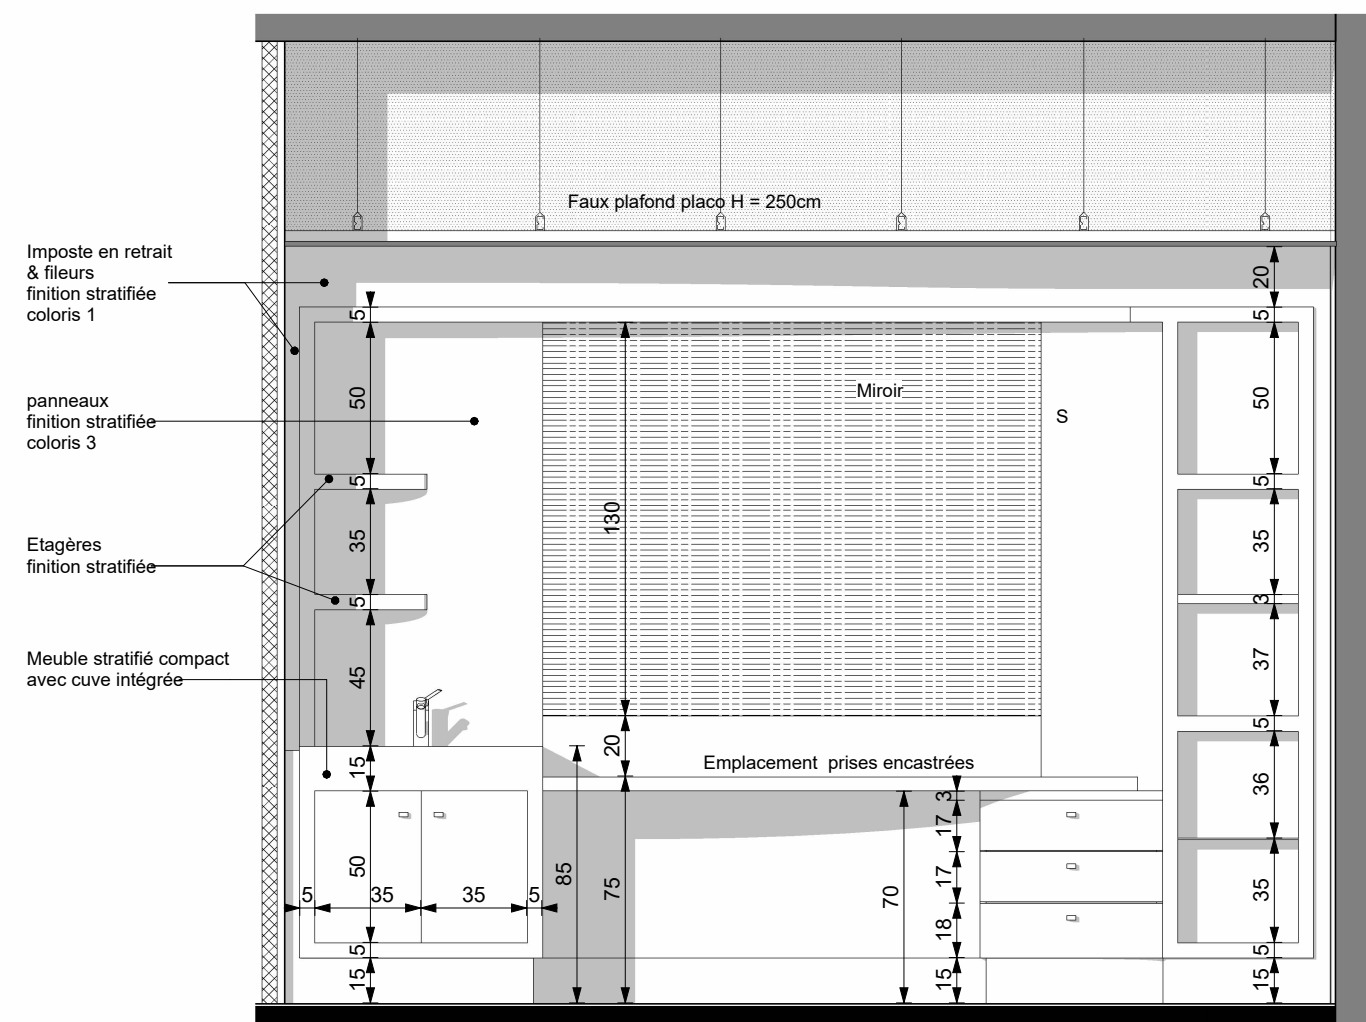 Faux plafond placo H = 250cm
Imposte en retrait
& fileurs
finition stratifiée
coloris 1
panneaux
finition stratifiée
coloris 3
Etagères
finition stratifiée
Meuble stratifié compact
avec cuve intégrée
Miroir
S
Emplacement  prises encastrées
5
50
5
35
5
45
15
50
5
15
5
35
35
5
85
130
20
75
70
3
17
17
18
15
20
5
50
5
35
3
37
5
36
35
5
15